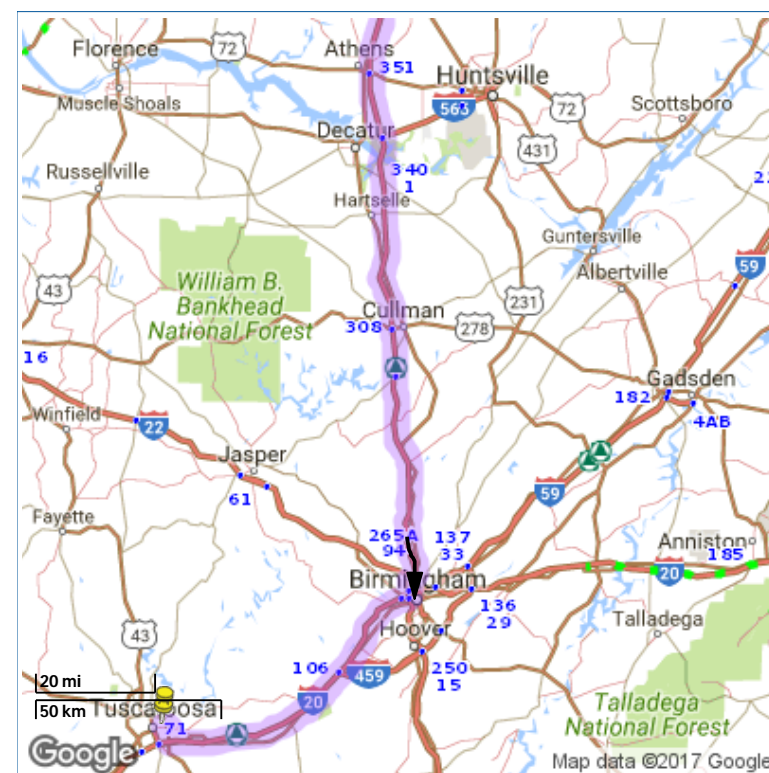 Florence
72
Athens
351
Huntsville
Muscle Shoals
565
72
Scottsboro
Decatur
431
Russellville
340
1
Hartselle
Guntersville
59
Albertville
43
William B.
Bankhead
National Forest
231
Cullman
308
278
16
Gadsden
182
4AB
Winfield
22
Jasper
59
61
Fayette
265A
94
137
33
Anniston
185
20
Birmingham
136
29
43
Hoover
Talladega
106
459
250
15
20 mi
50 km
20
Tuscaloosa
71
Talladega
National Forest
Google
Map data ©2017 Google